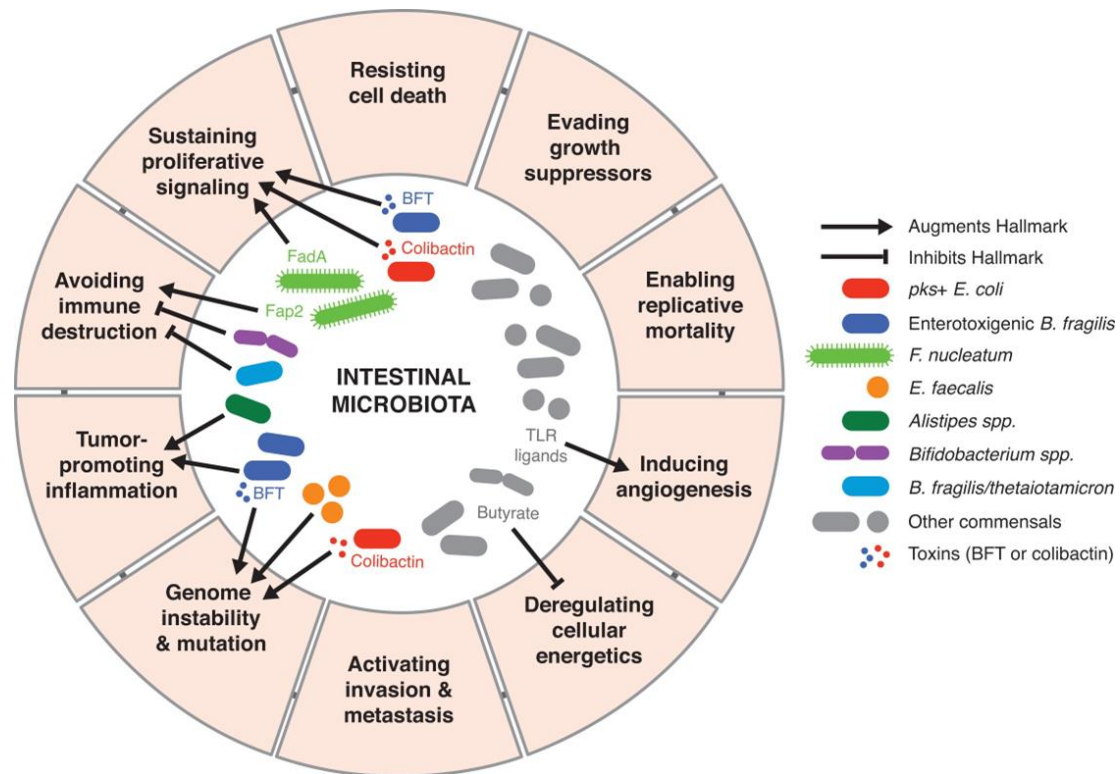 Resisting
cell death
Evading
growth
suppressors
Enabling
replicative
mortality
Inducing
angiogenesis
Deregulating
cellular
energetics
Activating
invasion &
metastasis
Genome
instability
& mutation
Tumor-
promoting
inflammation
Avoiding
immune
destruction
Sustaining
proliferative
signaling
BFT
Colibactin
FadA
Fap2
INTESTINAL
MICROBIOTA
TLR
ligands
Butyrate
BFT
Colibactin
Augments Hallmark
Inhibits Hallmark
pks+ E. coli
Enterotoxigenic B. fragilis
F. nucleatum
E. faecalis
Alistipes spp.
Bifidobacterium spp.
B. fragilis/thetaiotamicron
Other commensals
Toxins (BFT or colibactin)